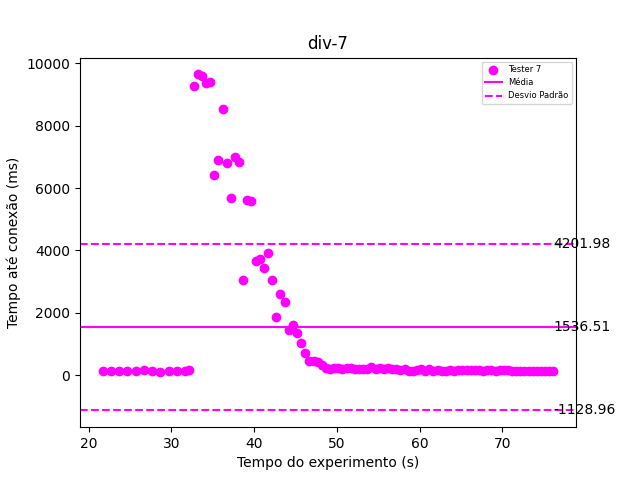 div-7
Tester 7
Média
Desvio Padrão
10000
8000
6000
4000
2000
0
4201.98
1536.51
-1128.96
20 30 40 50 60 70
Tempo até conexão (ms)
Tempo do experimento (s)